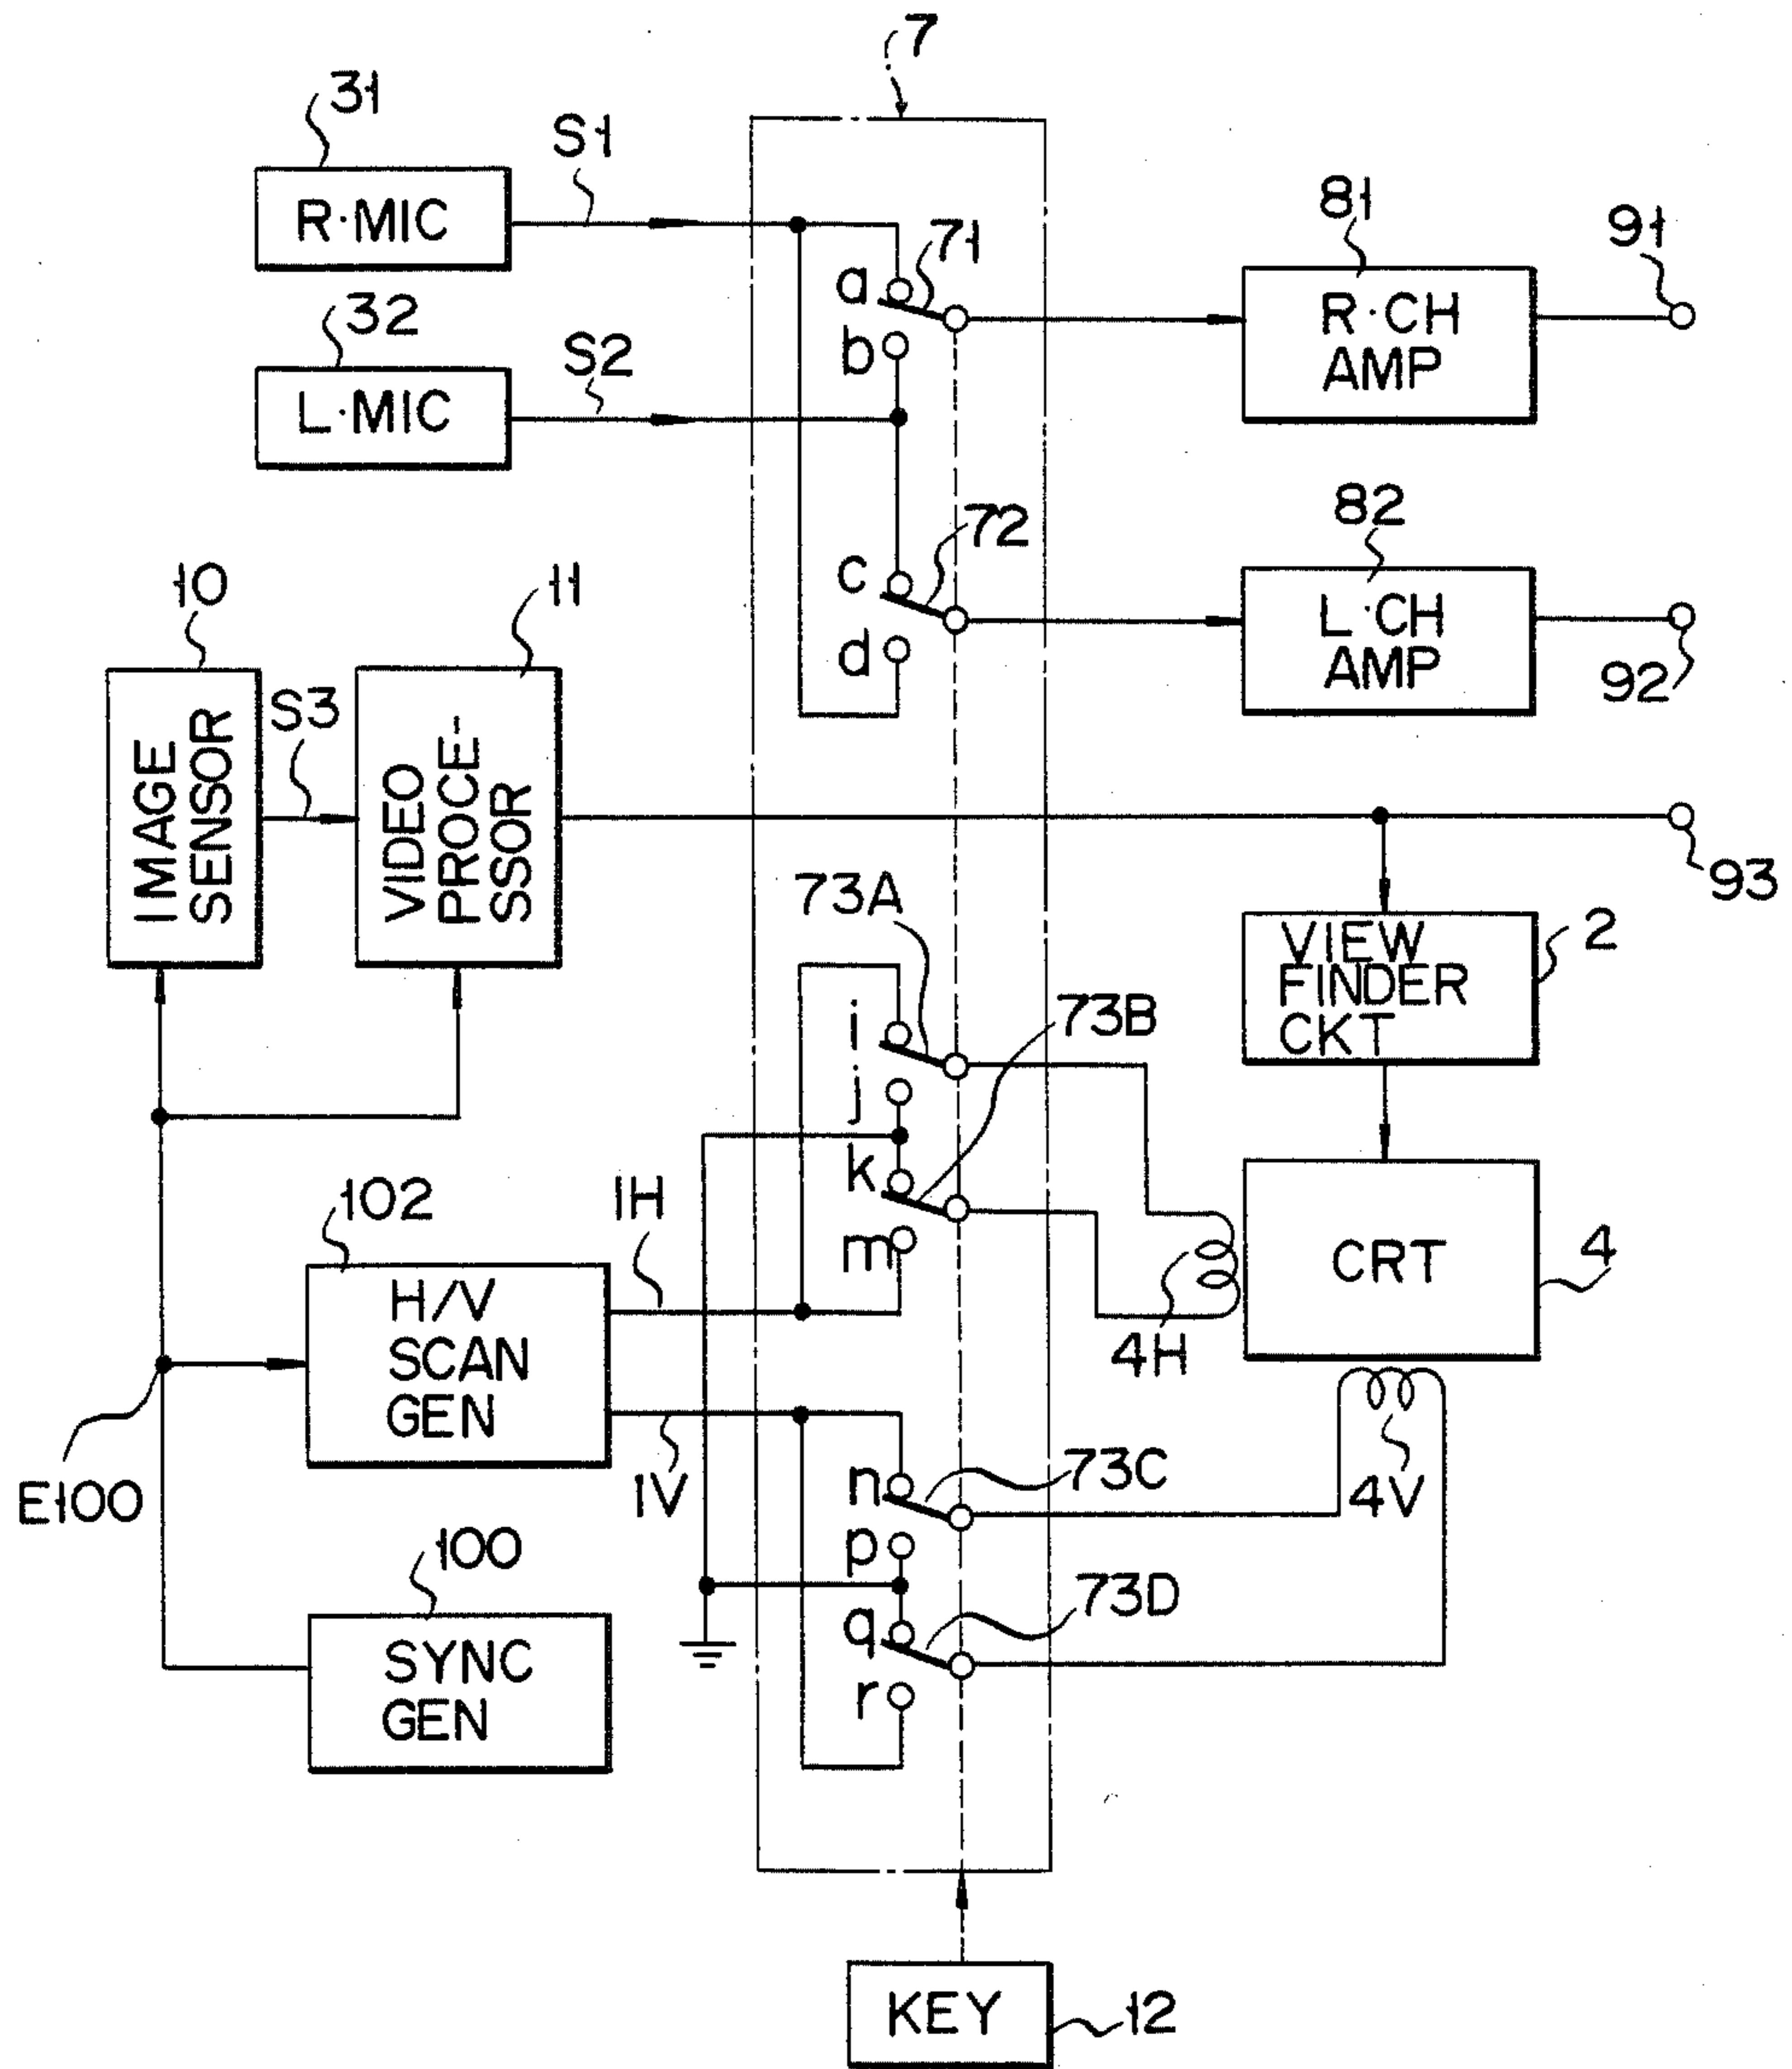 7
31
S1
R·MIC
71
81
91
a
R·CH
AMP
32
S2
b
L·MIC
72
82
10
11
c
L·CH
AMP
d
92
S3
IMAGE
SENSOR
VIDEO
PROCE-
SSOR
93
73A
2
VIEW
FINDER
CKT
73B
i
j
k
102
1H
m
CRT
4
H/V
SCAN
GEN
4H
E100
1V
n
73C
4V
100
p
73D
q
SYNC
GEN
r
KEY
12